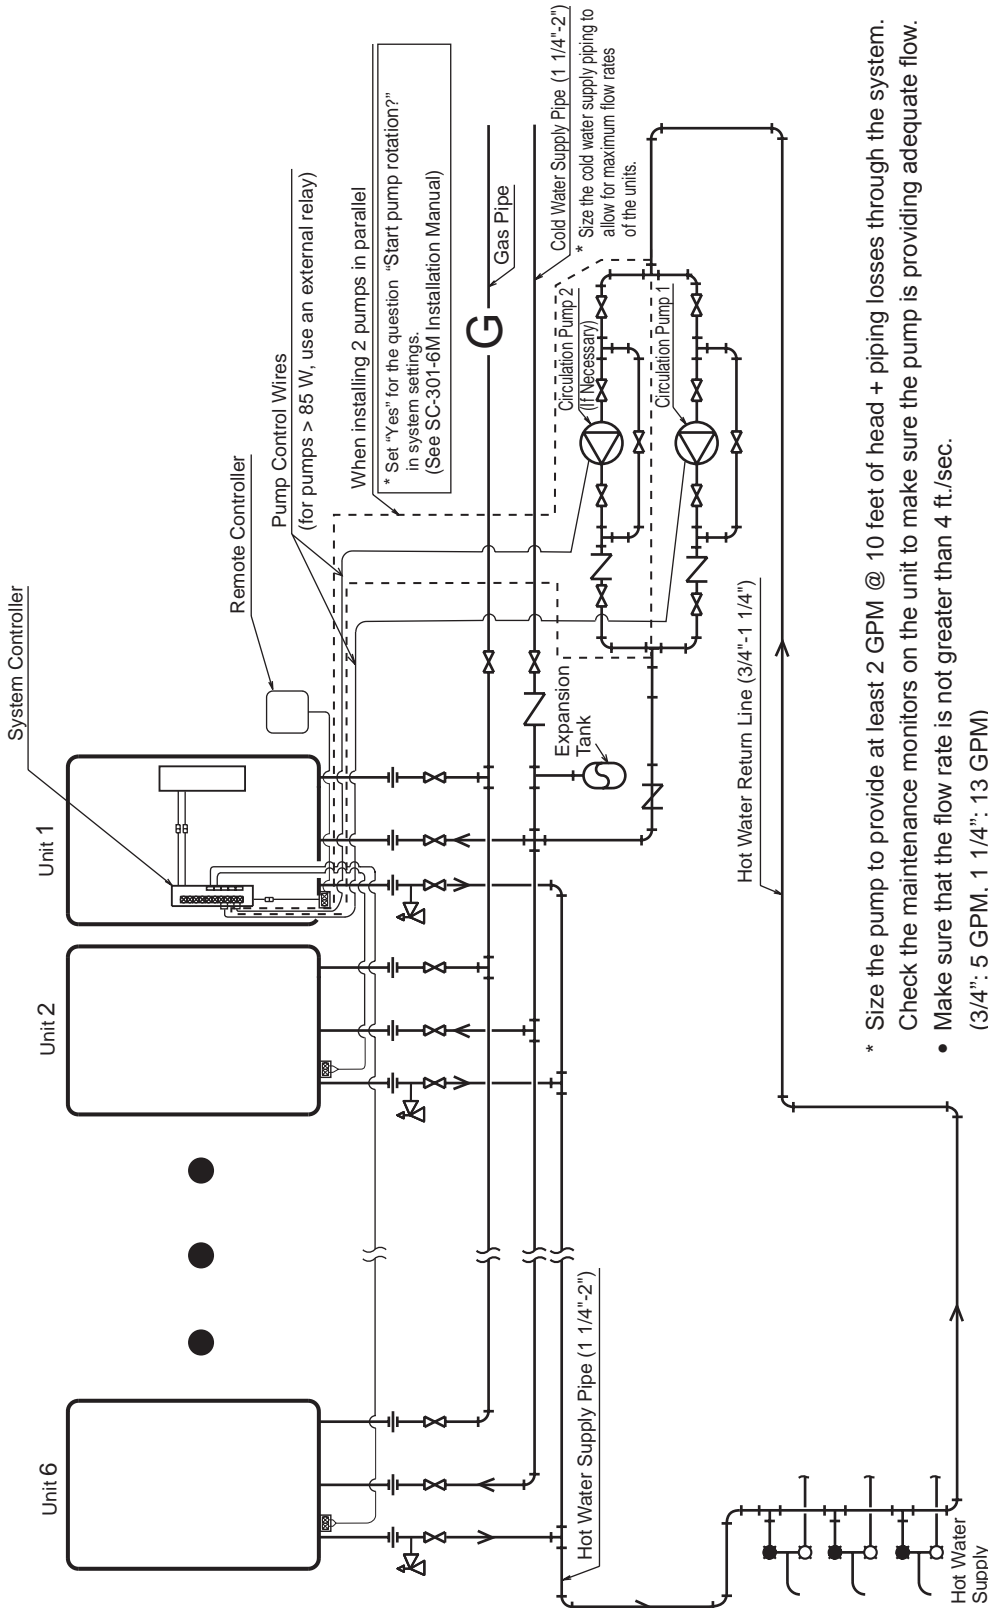 System Controller
Remote Controller
Pump Control Wires
(for pumps > 85 W, use an external relay)
When installing 2 pumps in parallel
* Set “Yes” for the question “Start pump rotation?”
in system settings.
(See SC-301-6M Installation Manual)
Unit 1
Unit 2
Unit 6
G
Gas Pipe
Cold Water Supply Pipe (1 1/4"-2")
* Size the cold water supply piping to
allow for maximum flow rates
of the units.
Circulation Pump 2
(If Necessary)
Circulation Pump 1
Expansion
Tank
Hot Water Return Line (3/4"-1 1/4")
Hot Water Supply Pipe (1 1/4"-2")
Hot Water
Supply
* Size the pump to provide at least 2 GPM @ 10 feet of head + piping losses through the system.
Check the maintenance monitors on the unit to make sure the pump is providing adequate flow.
• Make sure that the flow rate is not greater than 4 ft./sec.
(3/4”: 5 GPM, 1 1/4”: 13 GPM)